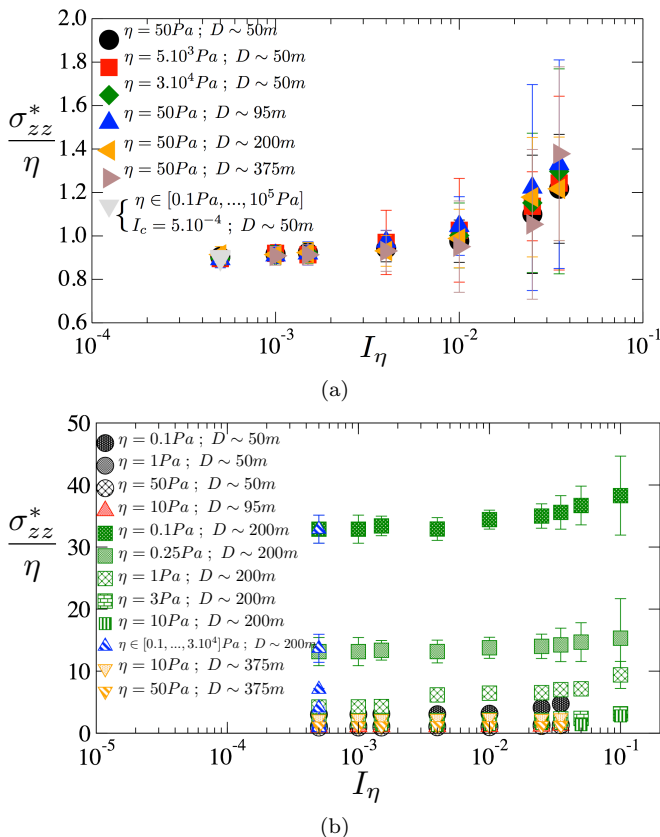 η = 50Pa ; D ∼ 50m
η = 5.10³Pa ; D ∼ 50m
η = 3.10⁴Pa ; D ∼ 50m
η = 50Pa ; D ∼ 95m
η = 50Pa ; D ∼ 200m
η = 50Pa ; D ∼ 375m
{ η ∈ [0.1Pa, ..., 10⁵Pa]
I_c = 5.10⁻⁴ ; D ∼ 50m
2.0
1.8
1.6
1.4
1.2
1.0
0.8
0.6
σ*_zz / η
10⁻⁴ 10⁻³ 10⁻² 10⁻¹
I_η
(a)
50
40
30
20
10
0
σ*_zz / η
η = 0.1Pa ; D ∼ 50m
η = 1Pa ; D ∼ 50m
η = 50Pa ; D ∼ 50m
η = 10Pa ; D ∼ 95m
η = 0.1Pa ; D ∼ 200m
η = 0.25Pa ; D ∼ 200m
η = 1Pa ; D ∼ 200m
η = 3Pa ; D ∼ 200m
η = 10Pa ; D ∼ 200m
η ∈ [0.1, ..., 3.10⁴]Pa ; D ∼ 200m
η = 10Pa ; D ∼ 375m
η = 50Pa ; D ∼ 375m
10⁻⁵ 10⁻⁴ 10⁻³ 10⁻² 10⁻¹
I_η
(b)